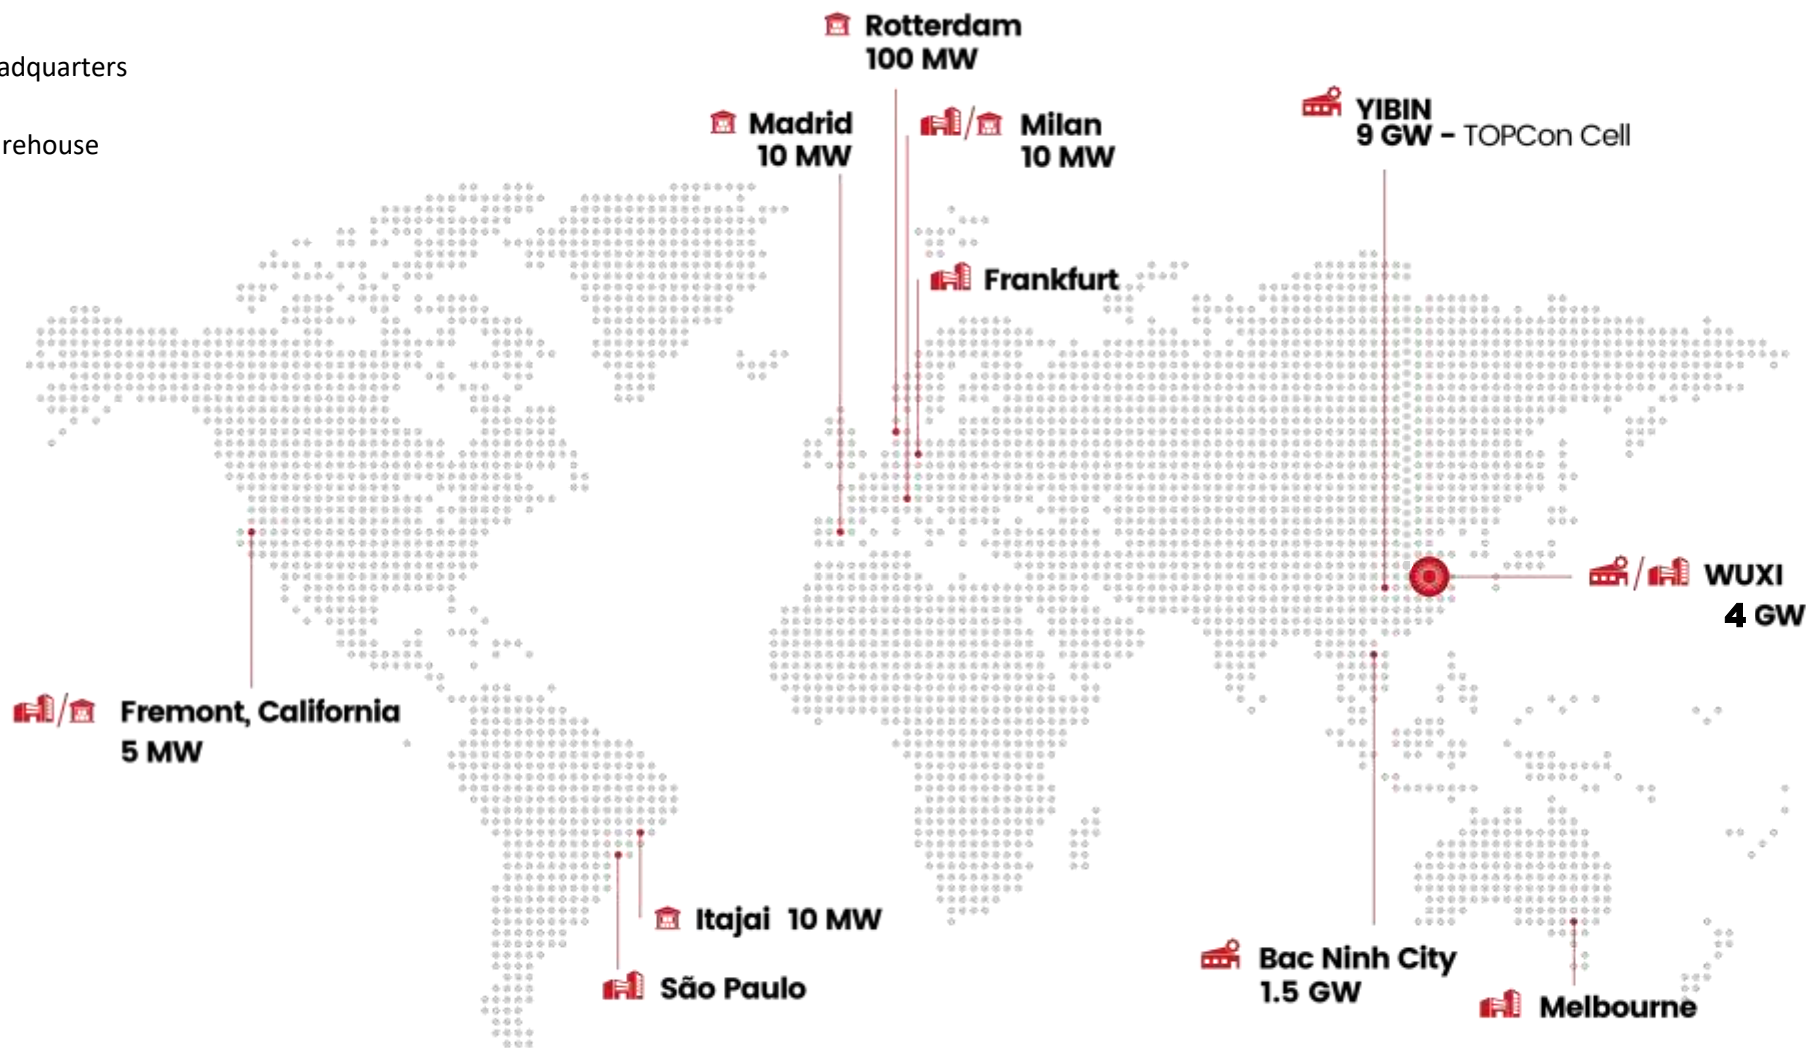 adquarters
rehouse
Rotterdam
100 MW
Madrid
10 MW
Milan
10 MW
YIBIN
9 GW - TOPCon Cell
Frankfurt
WUXI
4 GW
Fremont, California
5 MW
Itajai 10 MW
São Paulo
Bac Ninh City
1.5 GW
Melbourne